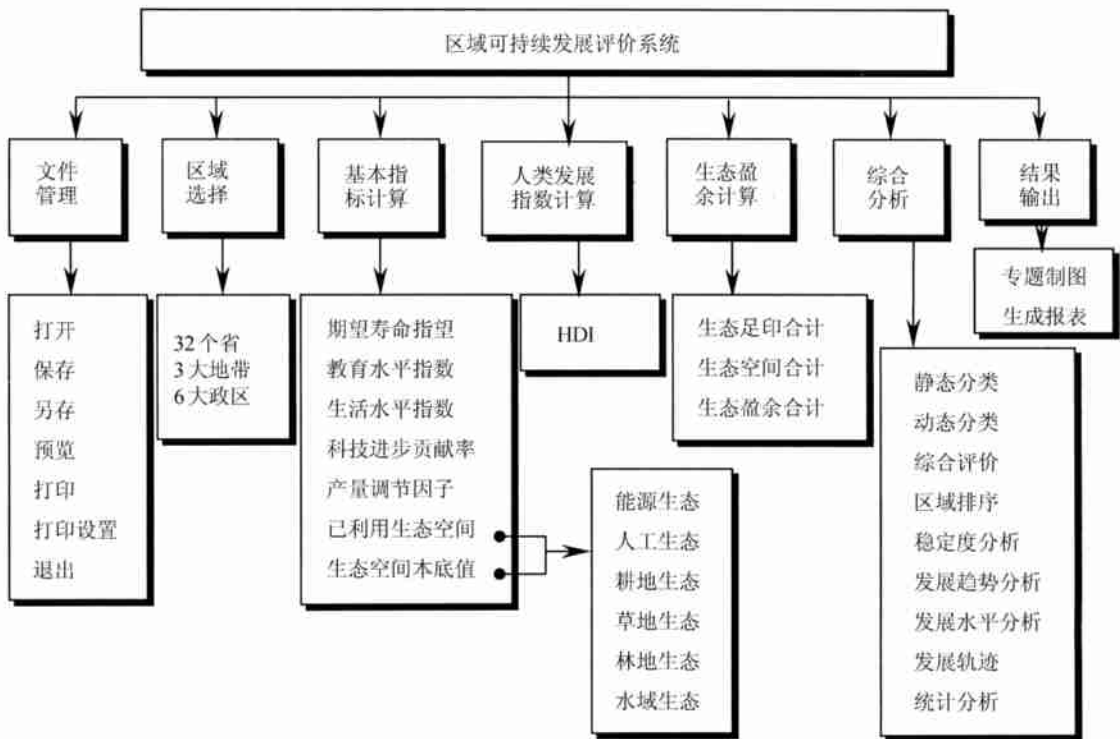 区域可持续发展评价系统
文件
管理
区域
选择
基本指
标计算
人类发展
指数计算
生态盈
余计算
综合
分析
结果
输出
打开
保存
另存
预览
打印
打印设置
退出
32个省
3大地带
6大政区
期望寿命指望
教育水平指数
生活水平指数
科技进步贡献率
产量调节因子
已利用生态空间
生态空间本底值
HDI
生态足印合计
生态空间合计
生态盈余合计
专题制图
生成报表
能源生态
人工生态
耕地生态
草地生态
林地生态
水域生态
静态分类
动态分类
综合评价
区域排序
稳定度分析
发展趋势分析
发展水平分析
发展轨迹
统计分析